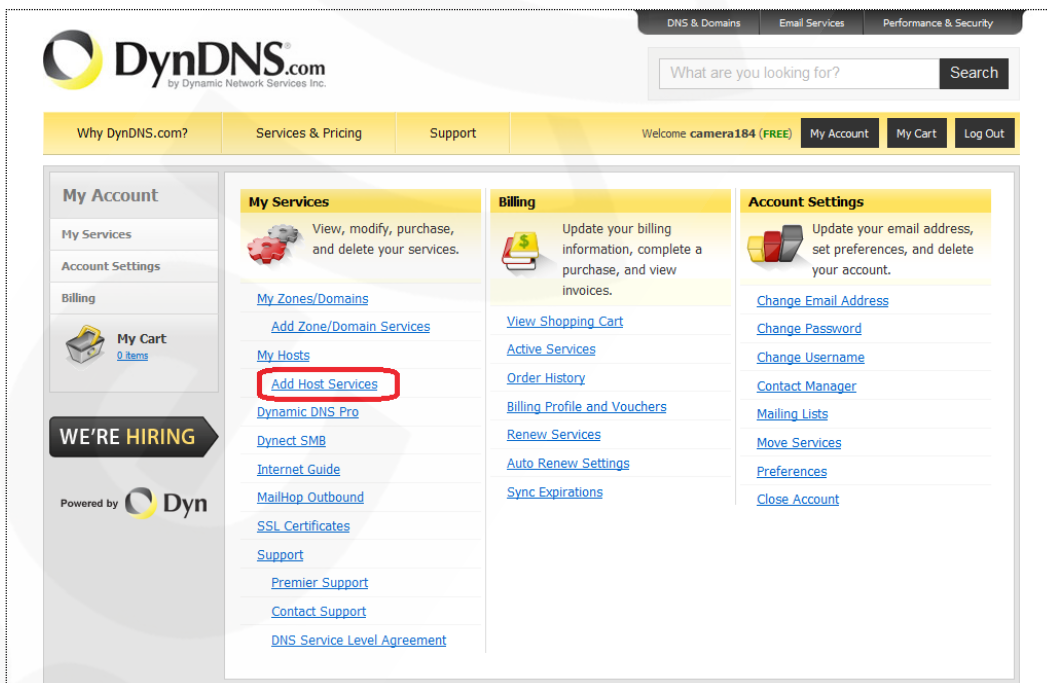 DNS & Domains Email Services Performance & Security
DynDNS.com
by Dynamic Network Services Inc.
What are you looking for? Search
Why DynDNS.com? Services & Pricing Support Welcome camera184 (FREE) My Account My Cart Log Out
My Account
My Services
Account Settings
Billing
My Cart
0 items
WE'RE HIRING
Powered by Dyn
My Services
View, modify, purchase,
and delete your services.
My Zones/Domains
Add Zone/Domain Services
My Hosts
Add Host Services
Dynamic DNS Pro
Dynect SMB
Internet Guide
MailHop Outbound
SSL Certificates
Support
Premier Support
Contact Support
DNS Service Level Agreement
Billing
Update your billing
information, complete a
purchase, and view
invoices.
View Shopping Cart
Active Services
Order History
Billing Profile and Vouchers
Renew Services
Auto Renew Settings
Sync Expirations
Account Settings
Update your email address,
set preferences, and delete
your account.
Change Email Address
Change Password
Change Username
Contact Manager
Mailing Lists
Move Services
Preferences
Close Account